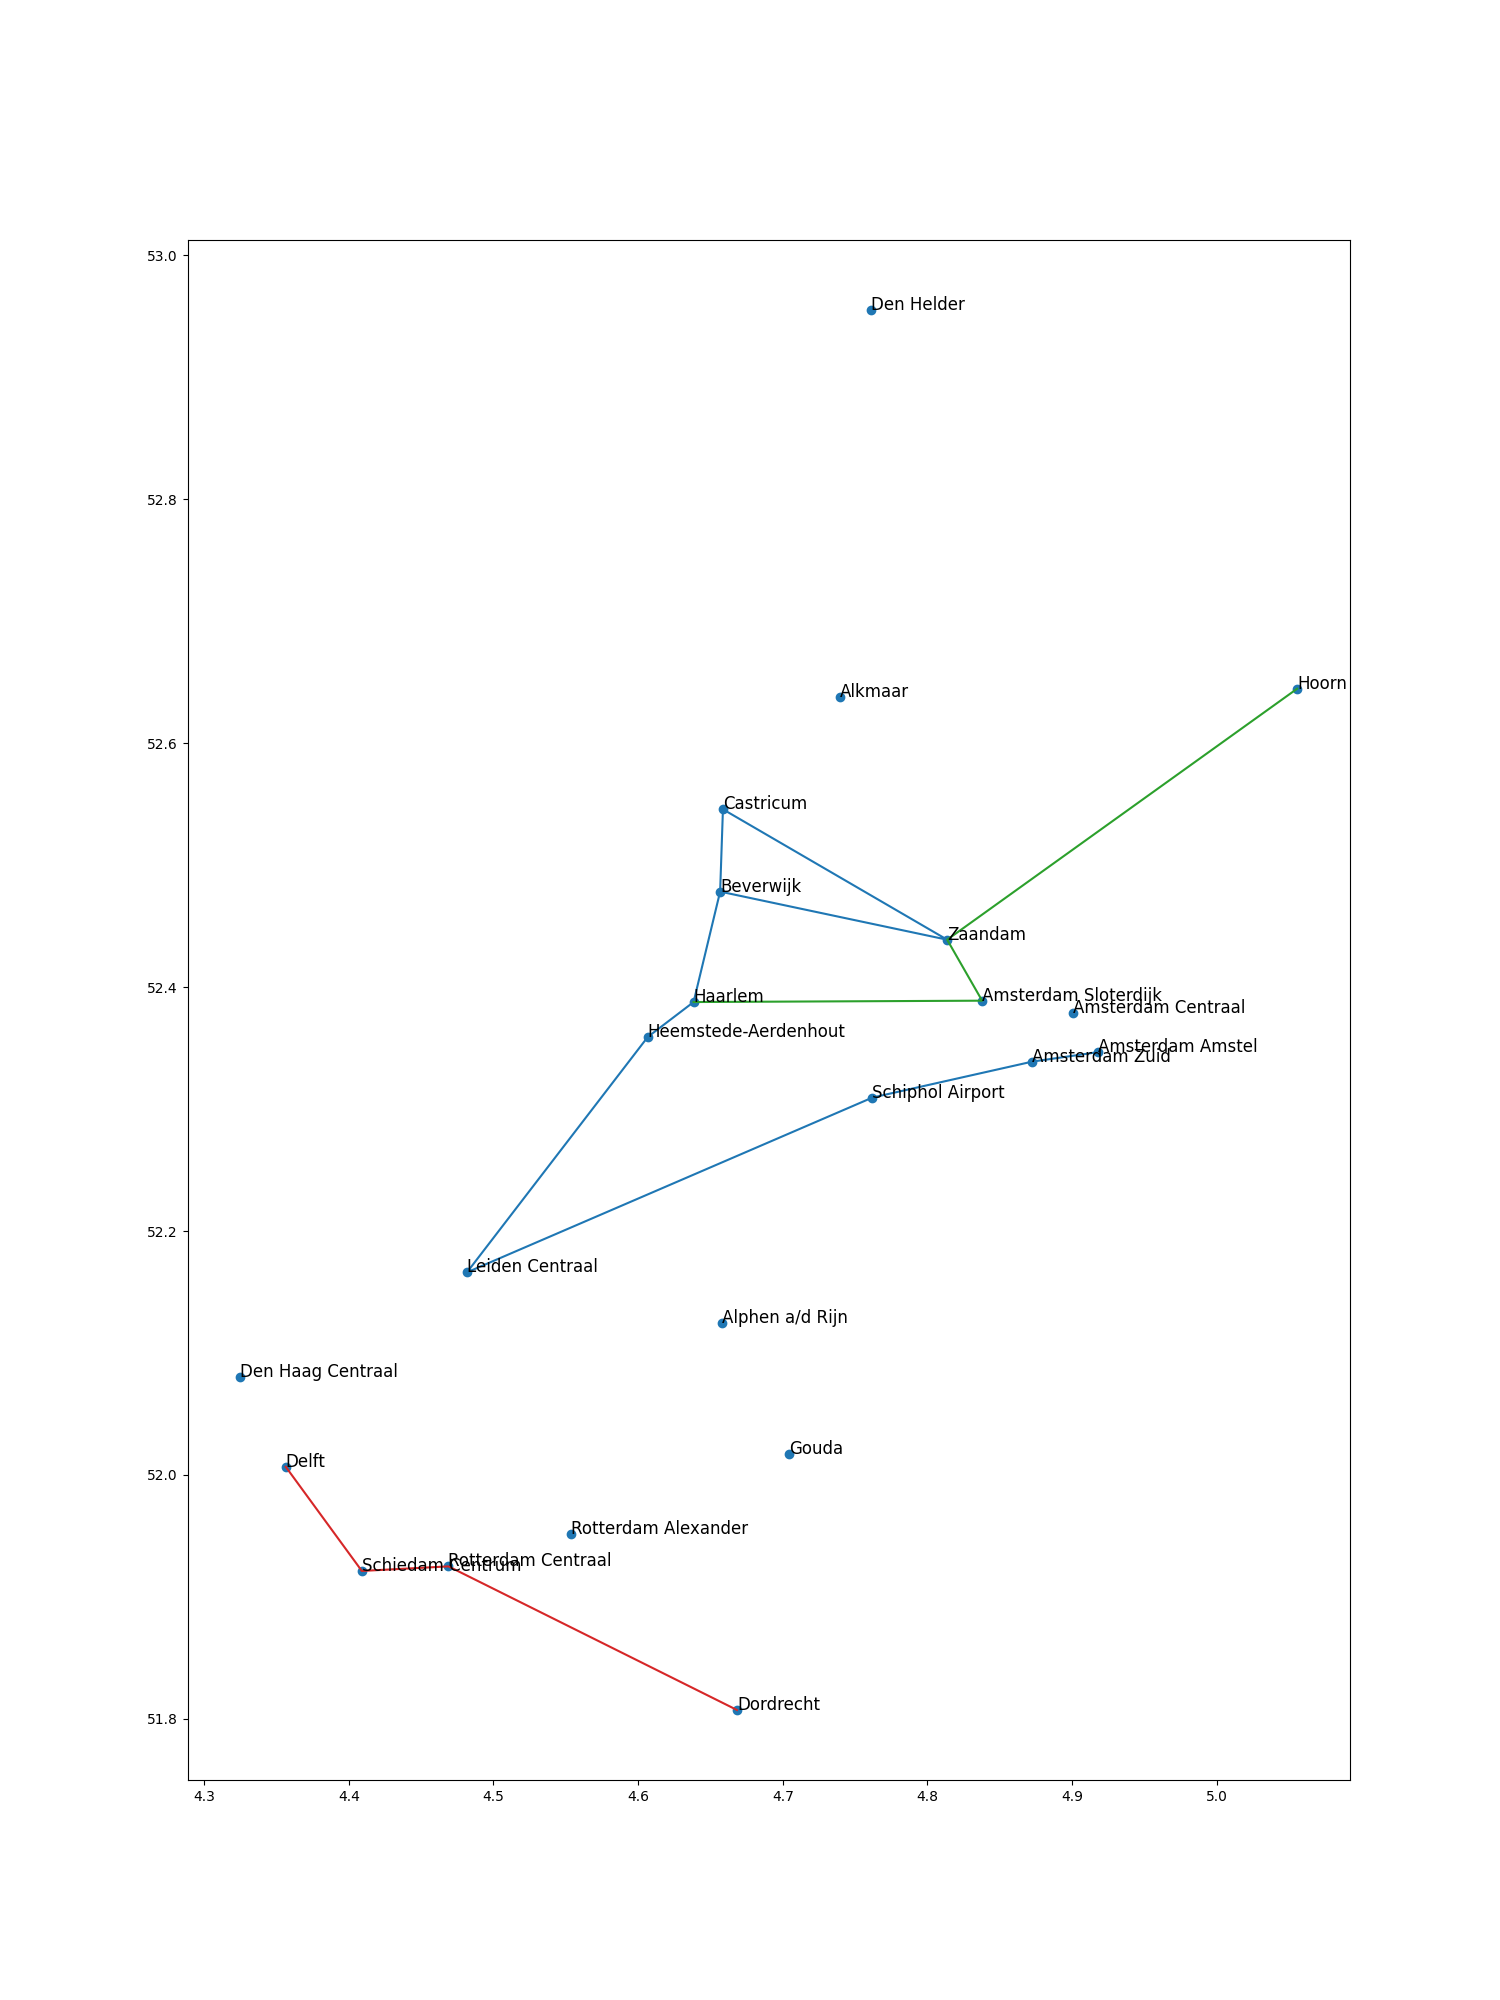 53.0
Den Helder
52.8
Hoorn
Alkmaar
52.6
Castricum
Beverwijk
Zaandam
52.4
Haarlem
Amsterdam Sloterdijk
Amsterdam Centraal
Heemstede-Aerdenhout
Amsterdam Amstel
Amsterdam Zuid
Schiphol Airport
52.2
Leiden Centraal
Alphen a/d Rijn
Den Haag Centraal
Gouda
Delft
52.0
Rotterdam Alexander
Rotterdam Centraal
Schiedam Centrum
Dordrecht
51.8
4.3 4.4 4.5 4.6 4.7 4.8 4.9 5.0